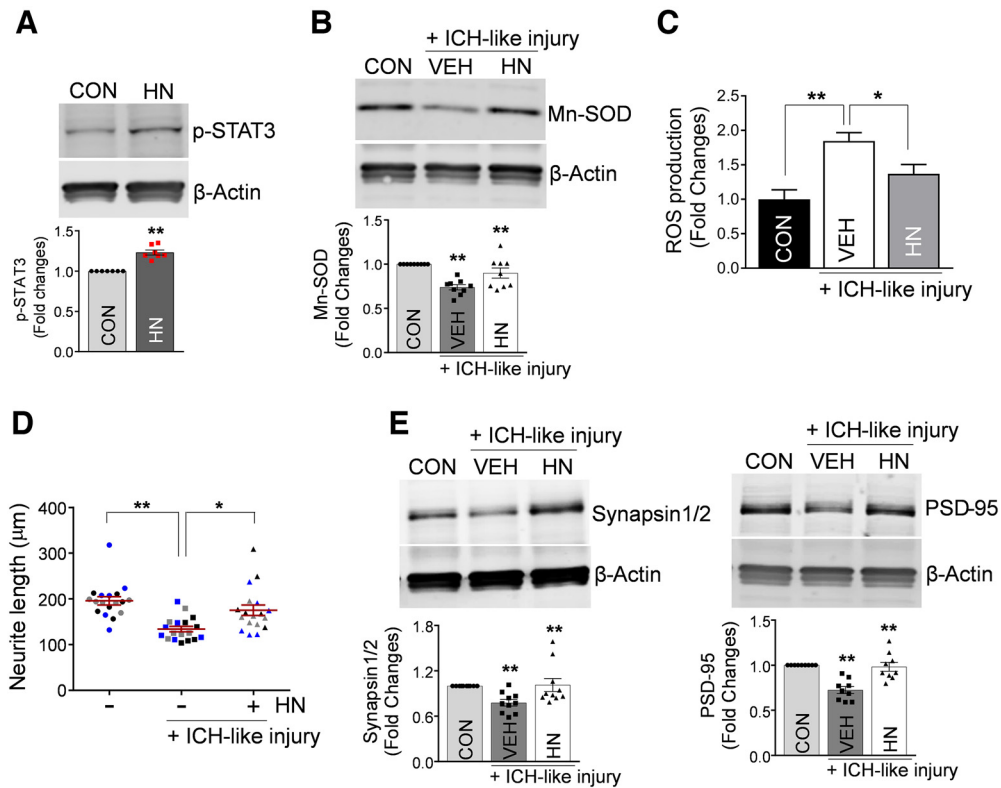 A
CON HN
p-STAT3
β-Actin
**
1.5
1.0
0.5
0.0
p-STAT3
(Fold changes)
CON
HN
B
+ ICH-like injury
CON VEH HN
Mn-SOD
β-Actin
1.5
1.0
0.5
0.0
Mn-SOD
(Fold Changes)
**
**
CON
VEH
HN
+ ICH-like injury
C
** *
2.5
2.0
1.5
1.0
0.5
0.0
ROS production
(Fold Changes)
CON
VEH
HN
+ ICH-like injury
D
** *
400
300
200
100
0
Neurite length (μm)
- - + HN
+ ICH-like injury
E
+ ICH-like injury
CON VEH HN
Synapsin1/2
β-Actin
1.8
1.2
0.6
0.0
Synapsin1/2
(Fold Changes)
**
**
CON
VEH
HN
+ ICH-like injury
+ ICH-like injury
CON VEH HN
PSD-95
β-Actin
1.5
1.0
0.5
0.0
PSD-95
(Fold Changes)
**
**
CON
VEH
HN
+ ICH-like injury